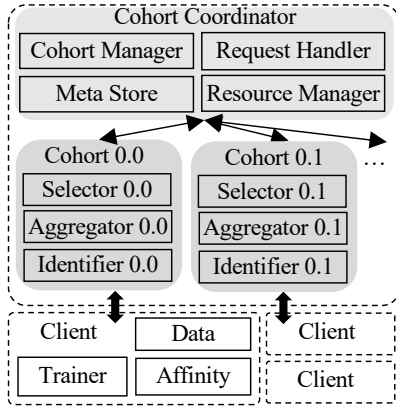 Cohort Coordinator
Cohort Manager
Request Handler
Meta Store
Resource Manager
Cohort 0.0
Cohort 0.1
...
Selector 0.0
Selector 0.1
Aggregator 0.0
Aggregator 0.1
Identifier 0.0
Identifier 0.1
Client
Data
Client
Trainer
Affinity
Client